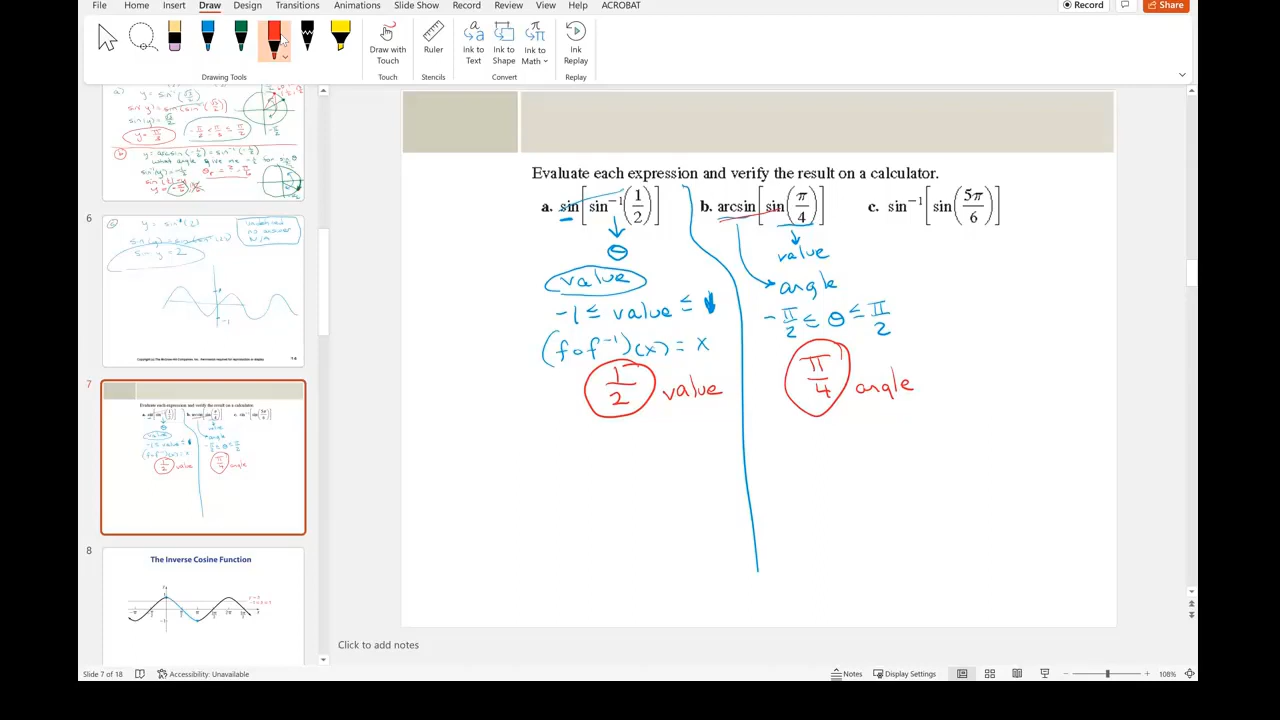 File Home Insert Draw Design Transitions Animations Slide Show Record Review View Help ACROBAT Record Share
Draw with Touch
Ruler
Ink to Text
Ink to Shape
Ink to Math
Ink Replay
Drawing Tools Touch Stencils Convert Replay
6
7
8
The Inverse Cosine Function
Evaluate each expression and verify the result on a calculator.
a. sin[sin⁻¹(1/2)] b. arcsin[sin(π/4)] c. sin⁻¹[sin(5π/6)]
θ
value
-1 ≤ value ≤ 1
(f∘f⁻¹)(x) = x
1/2 value
value
angle
-π/2 ≤ θ ≤ π/2
π/4 angle
Click to add notes
Slide 7 of 18 Accessibility: Unavailable Notes Display Settings 108%